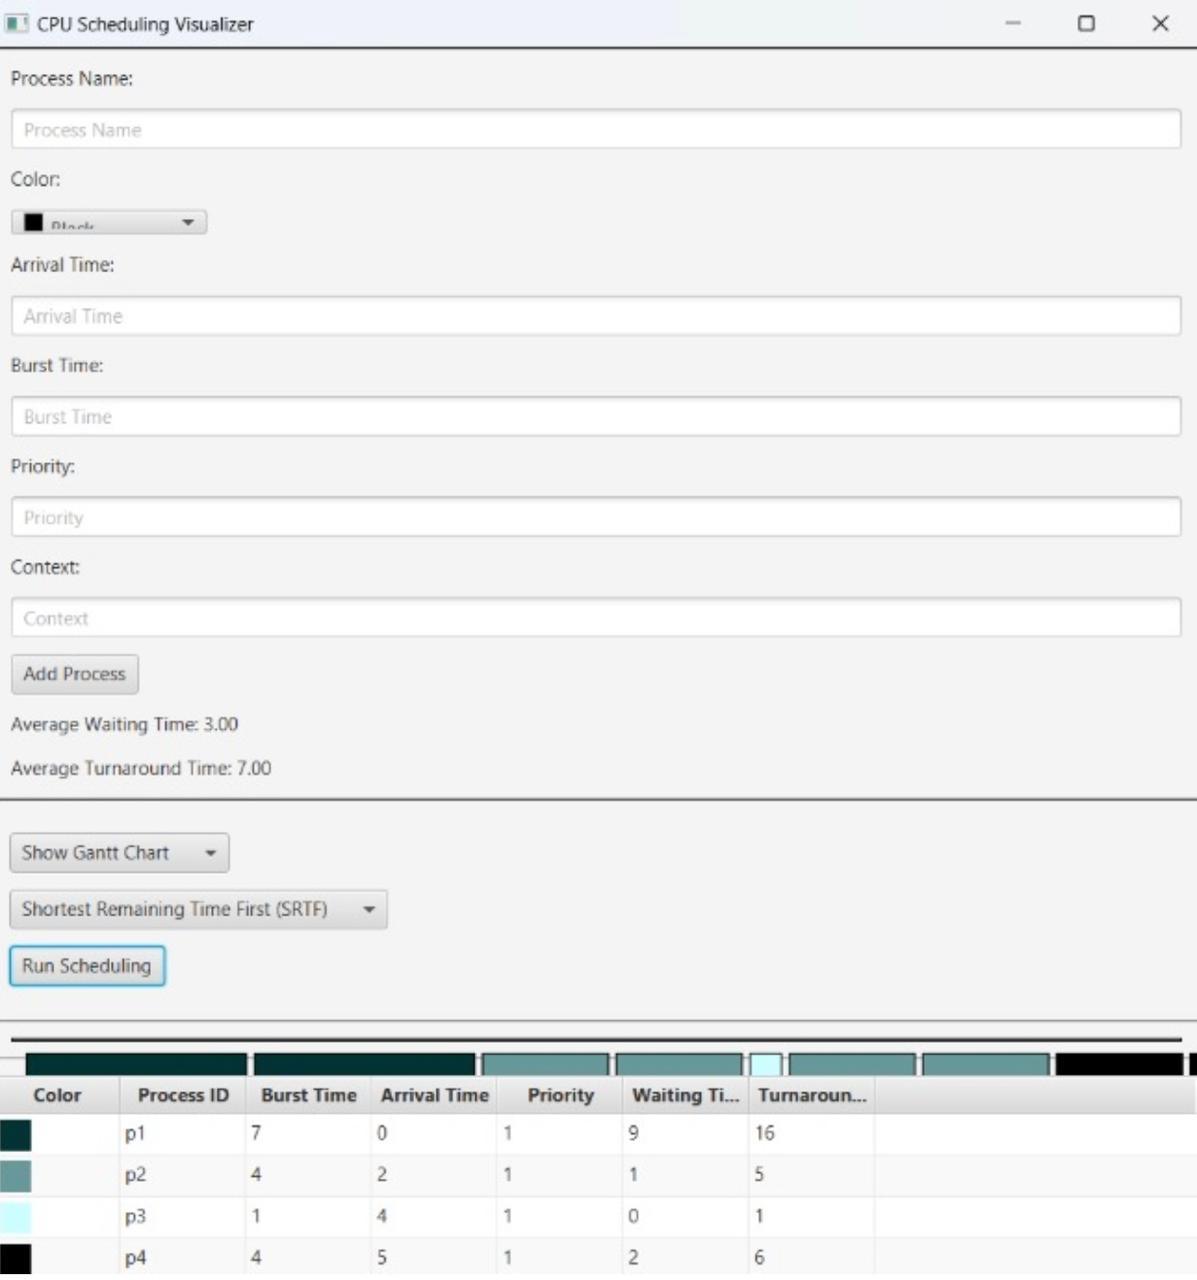 CPU Scheduling Visualizer
Process Name:
Process Name
Color:
Black
Arrival Time:
Arrival Time
Burst Time:
Burst Time
Priority:
Priority
Context:
Context
Add Process
Average Waiting Time: 3.00
Average Turnaround Time: 7.00
Show Gantt Chart
Shortest Remaining Time First (SRTF)
Run Scheduling
Color Process ID Burst Time Arrival Time Priority Waiting Ti... Turnaroun...
p1 7 0 1 9 16
p2 4 2 1 1 5
p3 1 4 1 0 1
p4 4 5 1 2 6